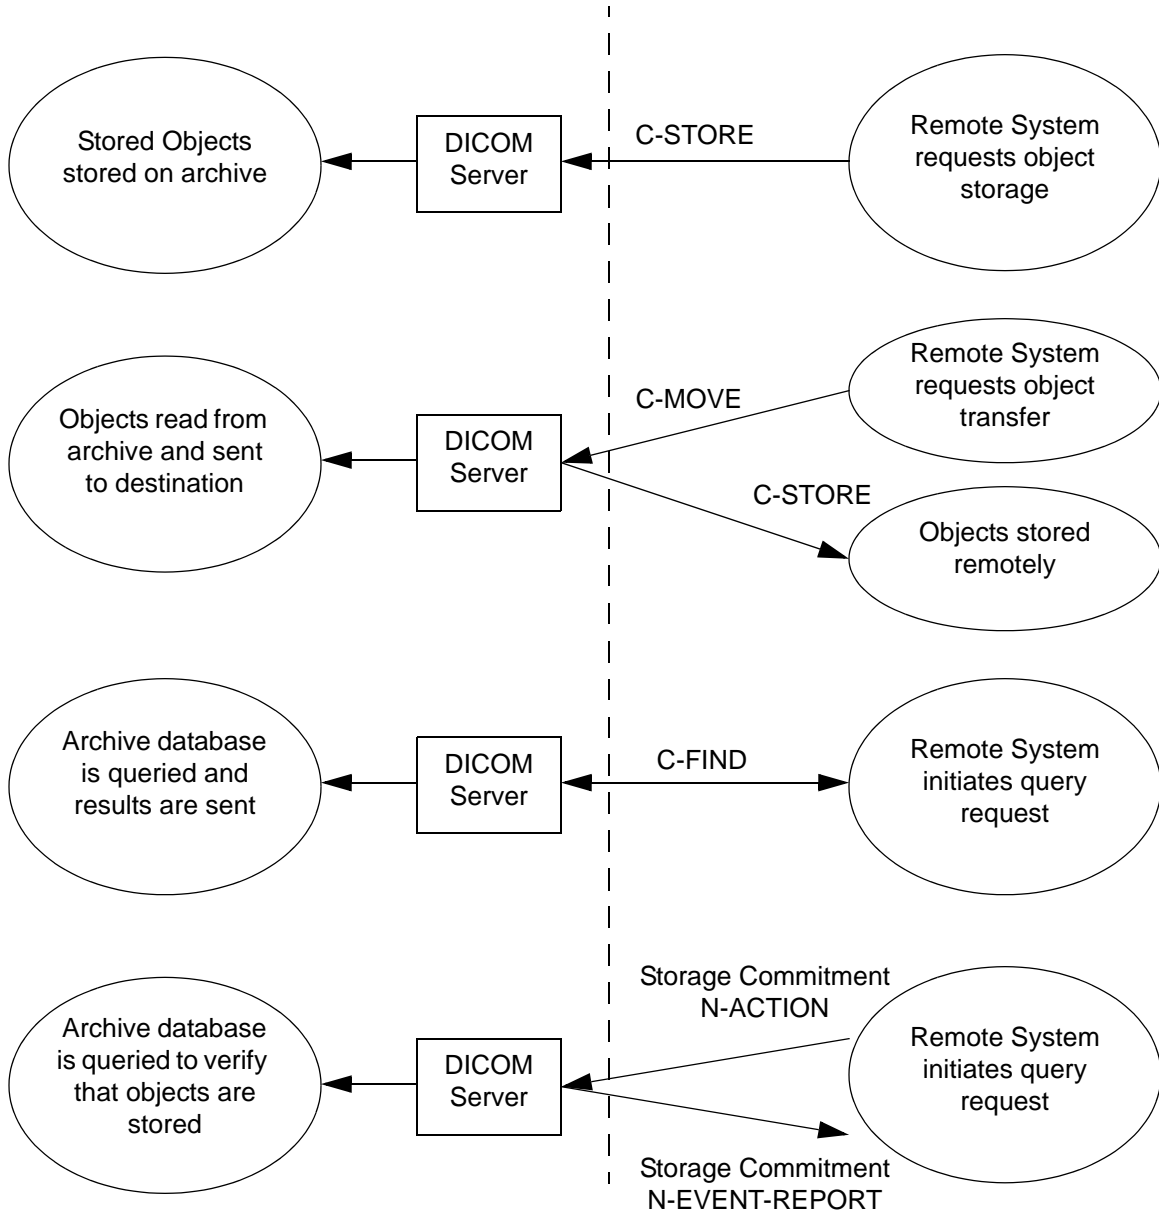 Stored Objects
stored on archive
DICOM
Server
C-STORE
Remote System
requests object
storage
Objects read from
archive and sent
to destination
DICOM
Server
C-MOVE
C-STORE
Remote System
requests object
transfer
Objects stored
remotely
Archive database
is queried and
results are sent
DICOM
Server
C-FIND
Remote System
initiates query
request
Archive database
is queried to verify
that objects are
stored
DICOM
Server
Storage Commitment
N-ACTION
Storage Commitment
N-EVENT-REPORT
Remote System
initiates query
request